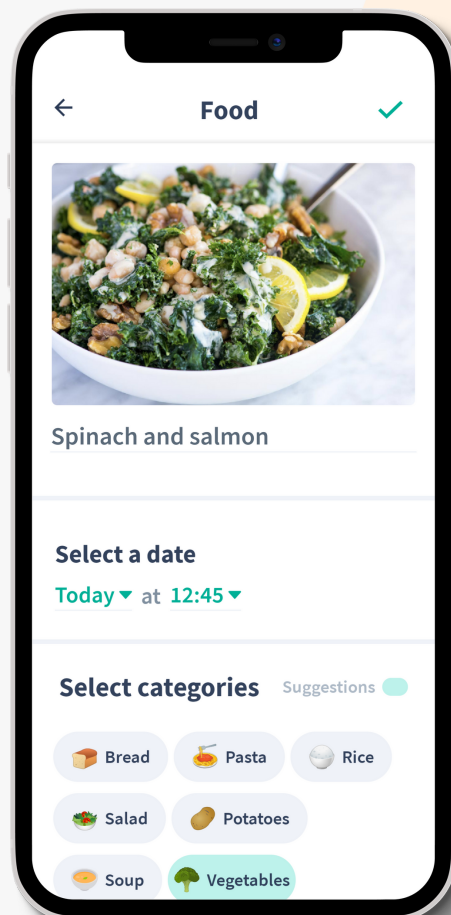 Food
Spinach and salmon
Select a date
Today at 12:45
Select categories Suggestions
Bread Pasta Rice
Salad Potatoes
Soup Vegetables